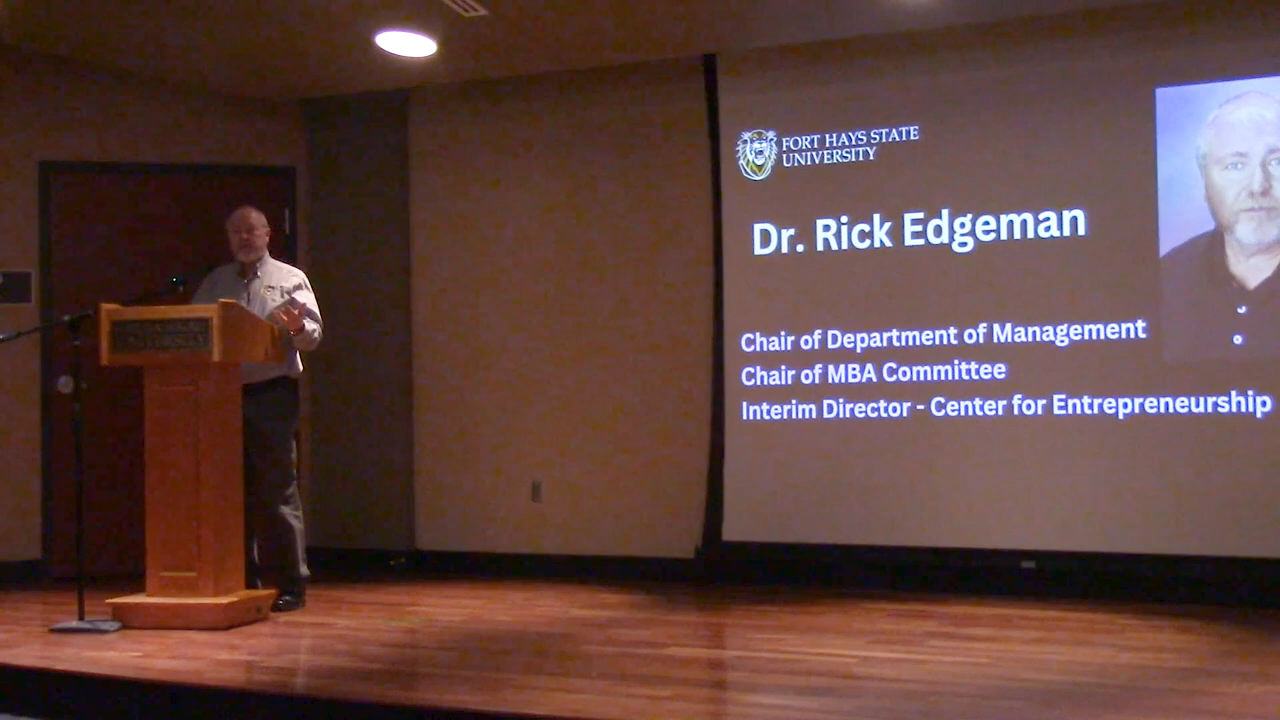 FORT HAYS STATE
UNIVERSITY
Dr. Rick Edgeman
Chair of Department of Management
Chair of MBA Committee
Interim Director - Center for Entrepreneurship